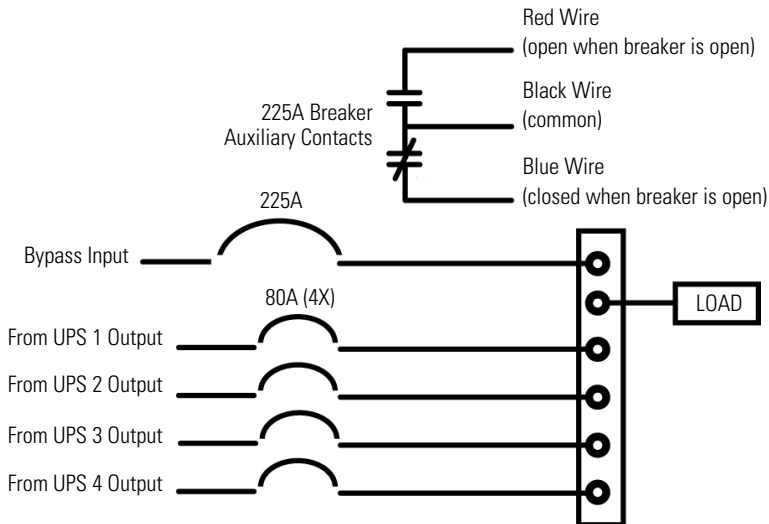 Red Wire
(open when breaker is open)
Black Wire
(common)
225A Breaker
Auxiliary Contacts
Blue Wire
(closed when breaker is open)
225A
Bypass Input
80A (4X)
LOAD
From UPS 1 Output
From UPS 2 Output
From UPS 3 Output
From UPS 4 Output